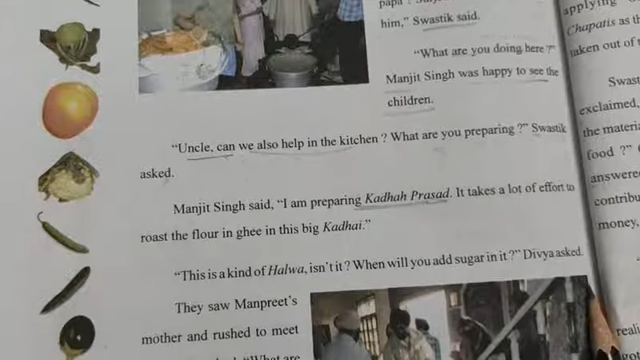 him," Swastik said.
"What are you doing here ?"
Manjit Singh was happy to see the
children.
"Uncle, can we also help in the kitchen ? What are you preparing ?" Swastik
asked.
Manjit Singh said, "I am preparing Kadhah Prasad. It takes a lot of effort to
roast the flour in ghee in this big Kadhai."
"This is a kind of Halwa, isn't it ? When will you add sugar in it ?" Divya asked.
They saw Manpreet's
mother and rushed to meet
"What are
applying
Chapatis as th
taken out of
Swast
exclaimed,
the materia
food ?"
answere
contribu
money,